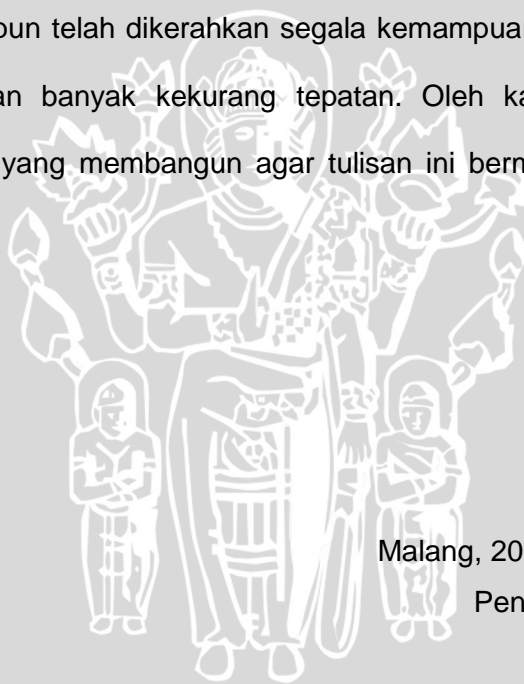 oun telah dikerahkan segala kemampua
an banyak kekurang tepatan. Oleh ka
yang membangun agar tulisan ini berm
Malang, 20
Pen